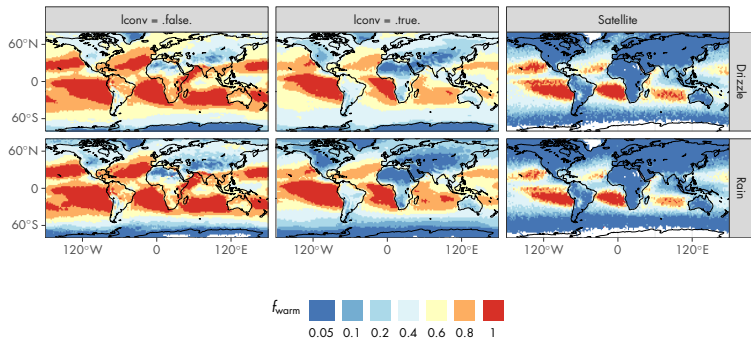 lconv = .false. lconv = .true. Satellite
60°N
0
60°S
Drizzle
60°N
0
60°S
Rain
120°W 0 120°E 120°W 0 120°E 120°W 0 120°E
fwarm
0.05 0.1 0.2 0.4 0.6 0.8 1